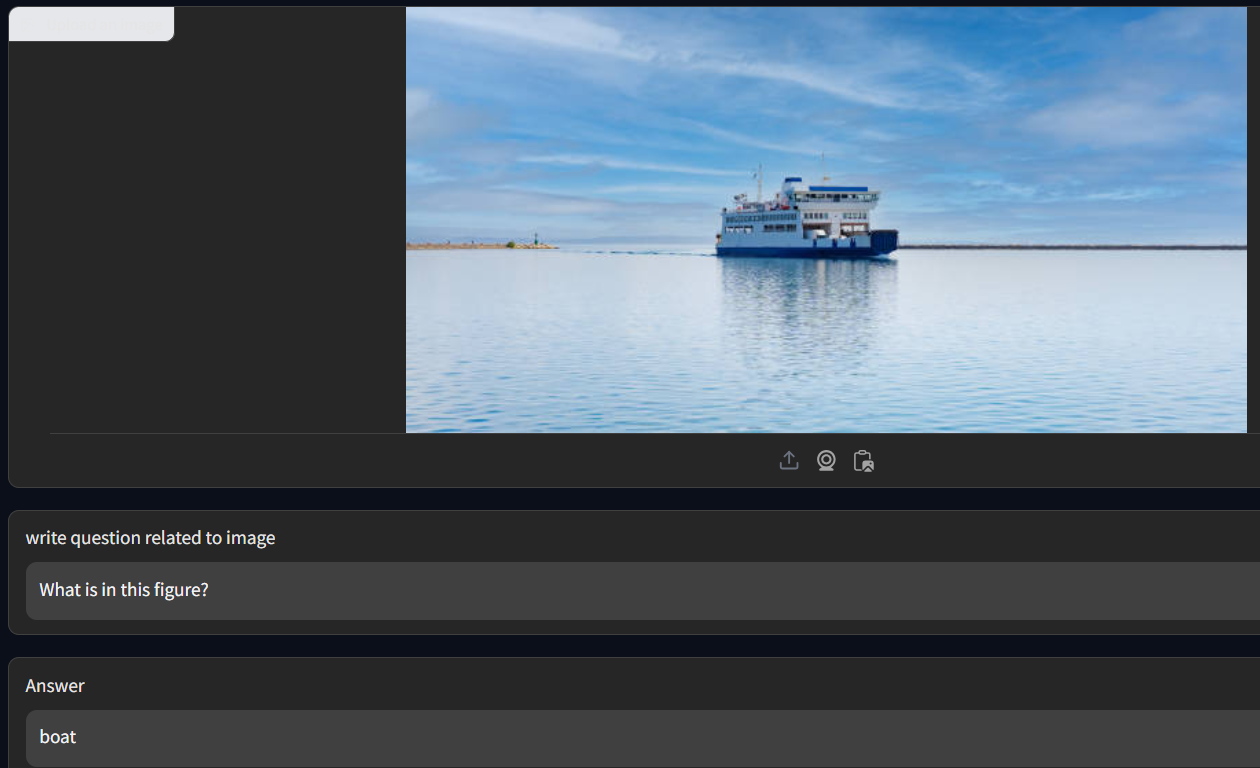 write question related to image
What is in this figure?
Answer
boat